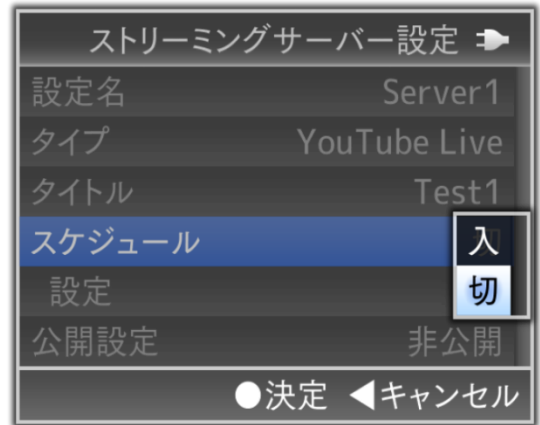 ストリーミングサーバー設定
設定名 Server1
タイプ YouTube Live
タイトル Test1
スケジュール 入
切
設定
公開設定 非公開
●決定 ◀キャンセル